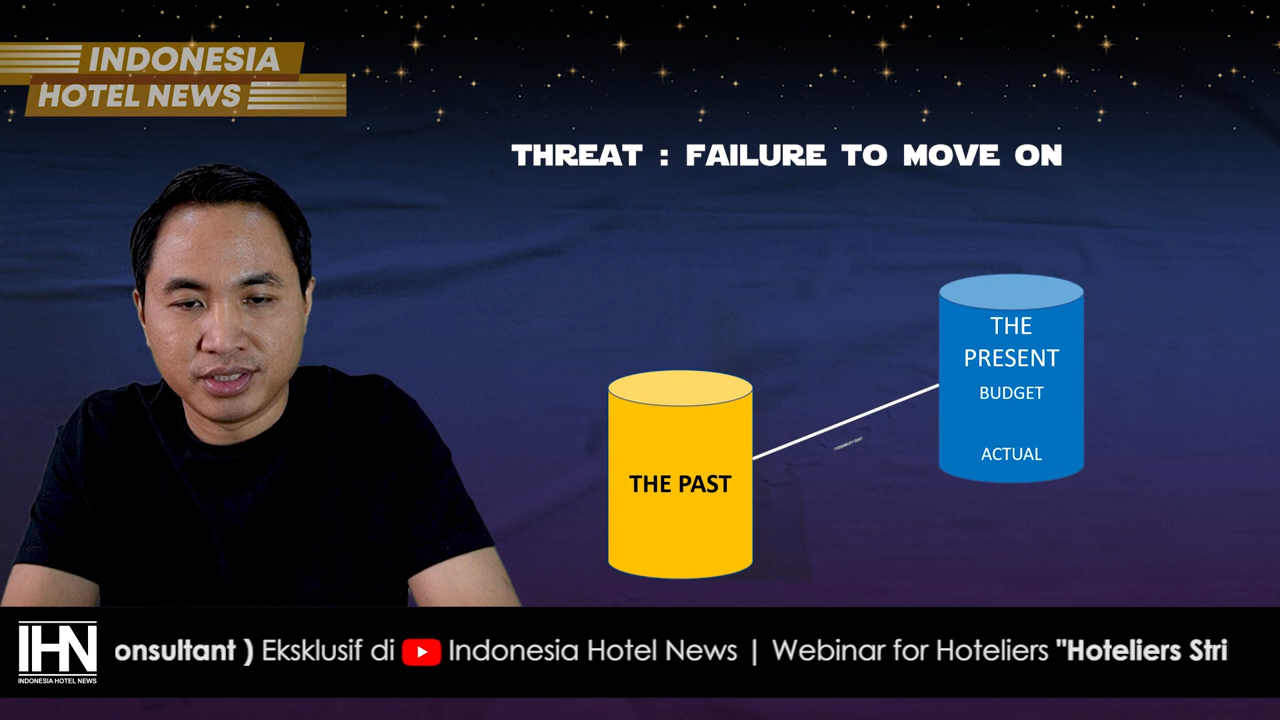 INDONESIA
HOTEL NEWS
THREAT : FAILURE TO MOVE ON
THE
PRESENT
BUDGET
ACTUAL
THE PAST
IHN
INDONESIA HOTEL NEWS
onsultant ) Eksklusif di Indonesia Hotel News | Webinar for Hoteliers "Hoteliers Stri